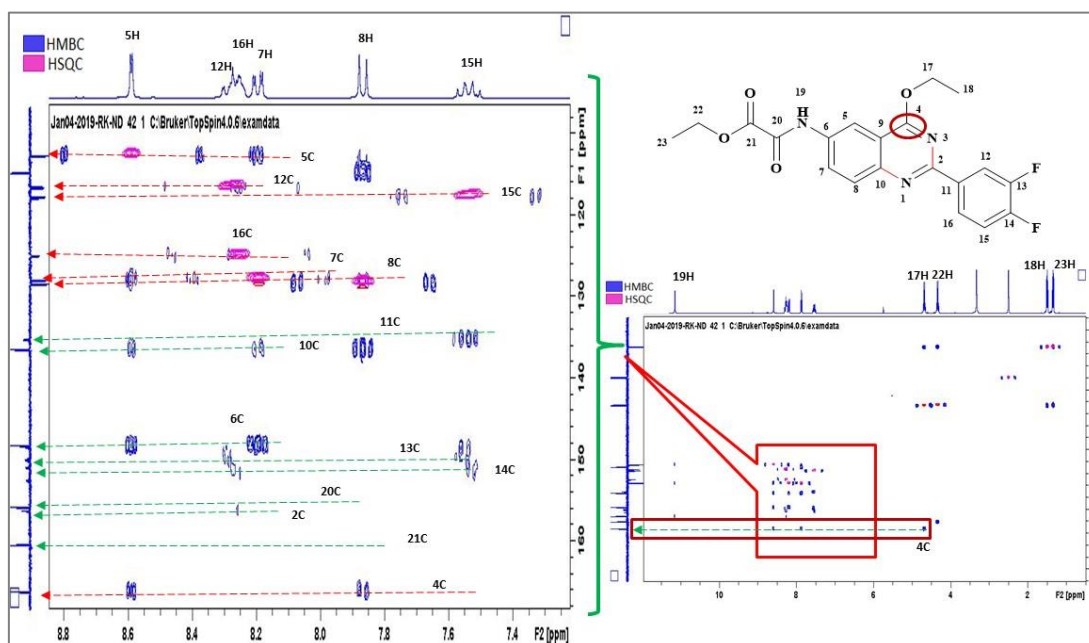 HMBC
HSQC
5H
12H
16H
7H
8H
15H
Jan04-2019-RK-ND 42 1 C:\Bruker\TopSpin4.0.6\examdata
5C
12C
15C
16C
7C
8C
11C
10C
6C
13C
14C
20C
2C
21C
4C
F1 [ppm]
120
130
140
150
160
8.8
8.6
8.4
8.2
8.0
7.8
7.6
7.4
F2 [ppm]
17
18
O
4
19
H
N
O
22
O
20
5
6
9
N
3
23
21
O
7
8
10
N
1
2
11
12
F
13
14
F
15
16
HMBC
HSQC
19H
17H
22H
18H
23H
Jan04-2019-RK-ND 42 1 C:\Bruker\TopSpin4.0.6\examdata
4C
10
8
6
4
2
F2 [ppm]